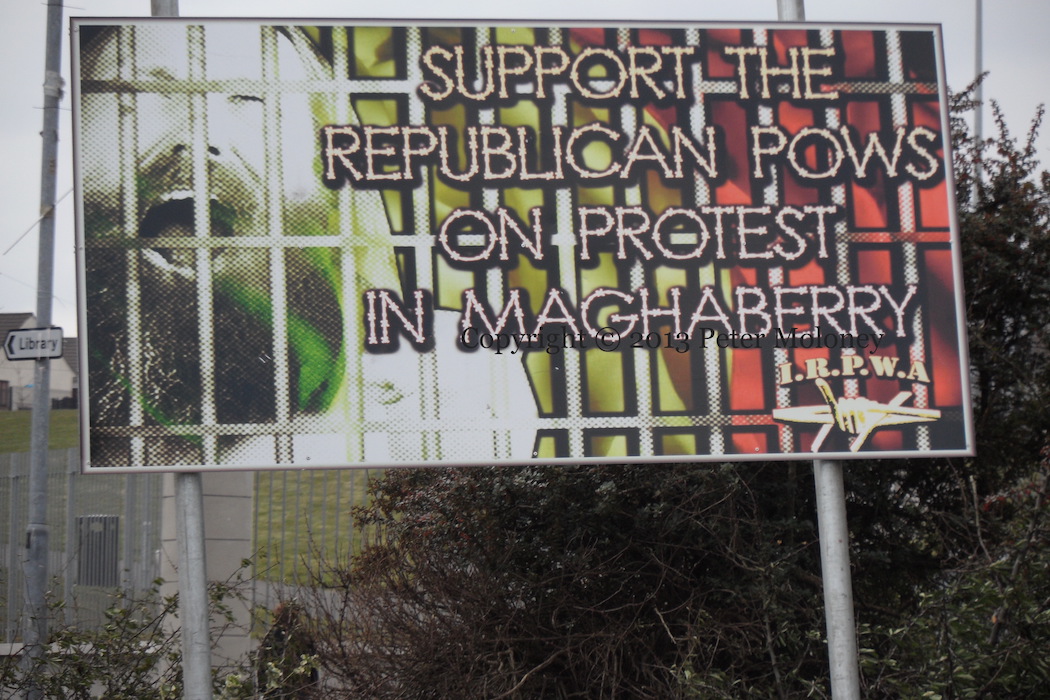 SUPPORT THE
REPUBLICAN POWS
ON PROTEST
IN MAGHABERRY
Copyright © 2013 Peter Moloney
Library
I.R.P.W.A